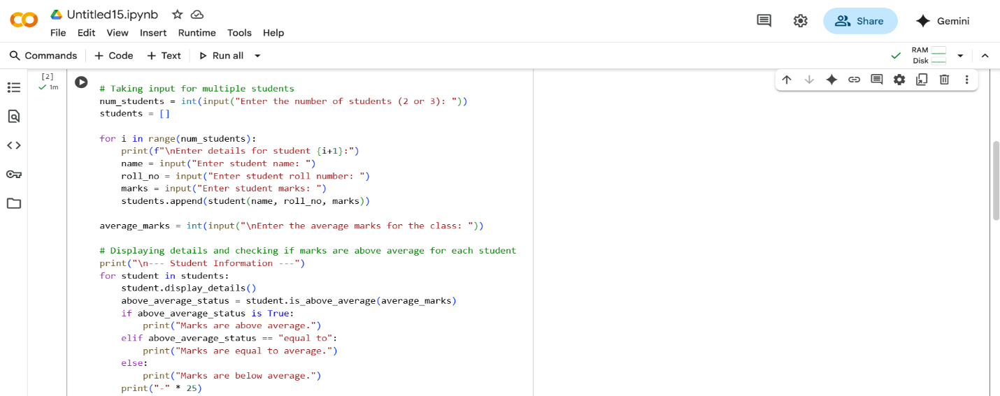 Untitled15.ipynb
File Edit View Insert Runtime Tools Help
Share
Gemini
Commands + Code + Text Run all
RAM
Disk
[2]
1m
# Taking input for multiple students
num_students = int(input("Enter the number of students (2 or 3): "))
students = []
for i in range(num_students):
    print(f"\nEnter details for student {i+1}:")
    name = input("Enter student name: ")
    roll_no = input("Enter student roll number: ")
    marks = input("Enter student marks: ")
    students.append(student(name, roll_no, marks))
average_marks = int(input("\nEnter the average marks for the class: "))
# Displaying details and checking if marks are above average for each student
print("\n--- Student Information ---")
for student in students:
    student.display_details()
    above_average_status = student.is_above_average(average_marks)
    if above_average_status is True:
        print("Marks are above average.")
    elif above_average_status == "equal to":
        print("Marks are equal to average.")
    else:
        print("Marks are below average.")
    print("-" * 25)